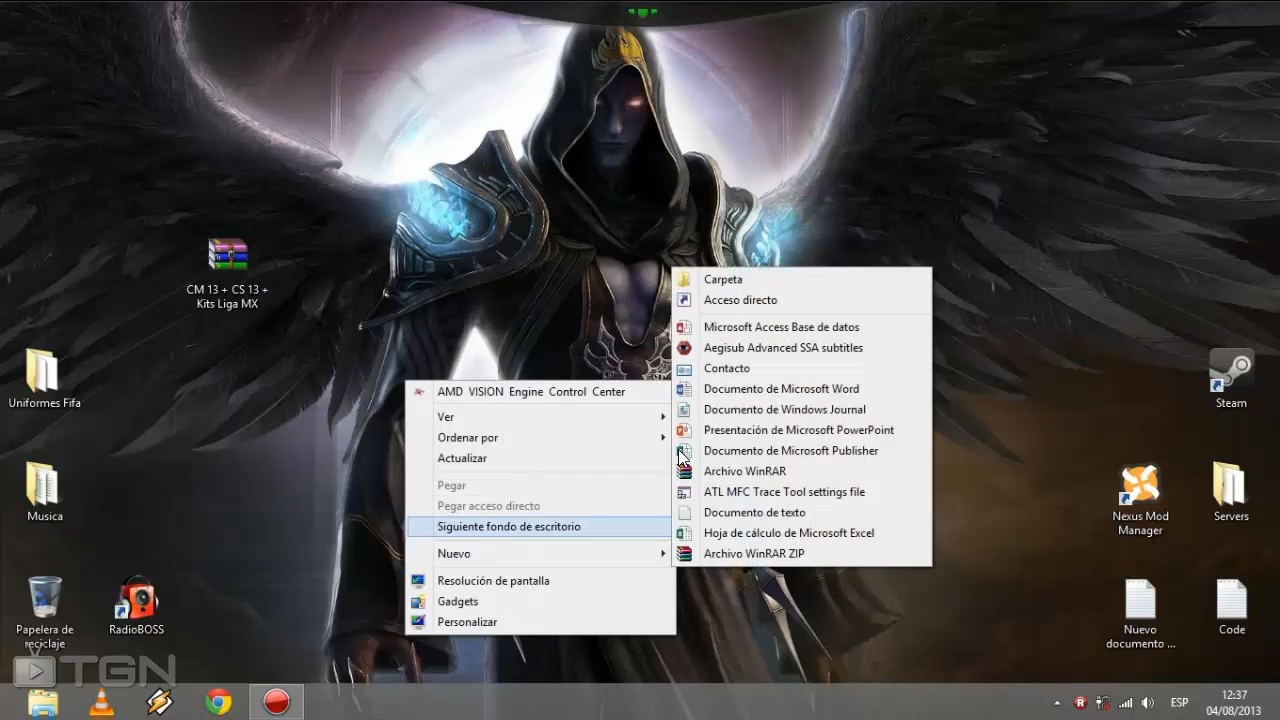 CM 13 + CS 13 +
Kits Liga MX
Uniformes Fifa
Musica
Papelera de
reciclaje
RadioBOSS
TGN
AMD VISION Engine Control Center
Ver
Ordenar por
Actualizar
Pegar
Pegar acceso directo
Siguiente fondo de escritorio
Nuevo
Resolución de pantalla
Gadgets
Personalizar
Carpeta
Acceso directo
Microsoft Access Base de datos
Aegisub Advanced SSA subtitles
Contacto
Documento de Microsoft Word
Documento de Windows Journal
Presentación de Microsoft PowerPoint
Documento de Microsoft Publisher
Archivo WinRAR
ATL MFC Trace Tool settings file
Documento de texto
Hoja de cálculo de Microsoft Excel
Archivo WinRAR ZIP
Steam
Nexus Mod
Manager
Servers
Nuevo
documento ...
Code
ESP
12:37
04/08/2013